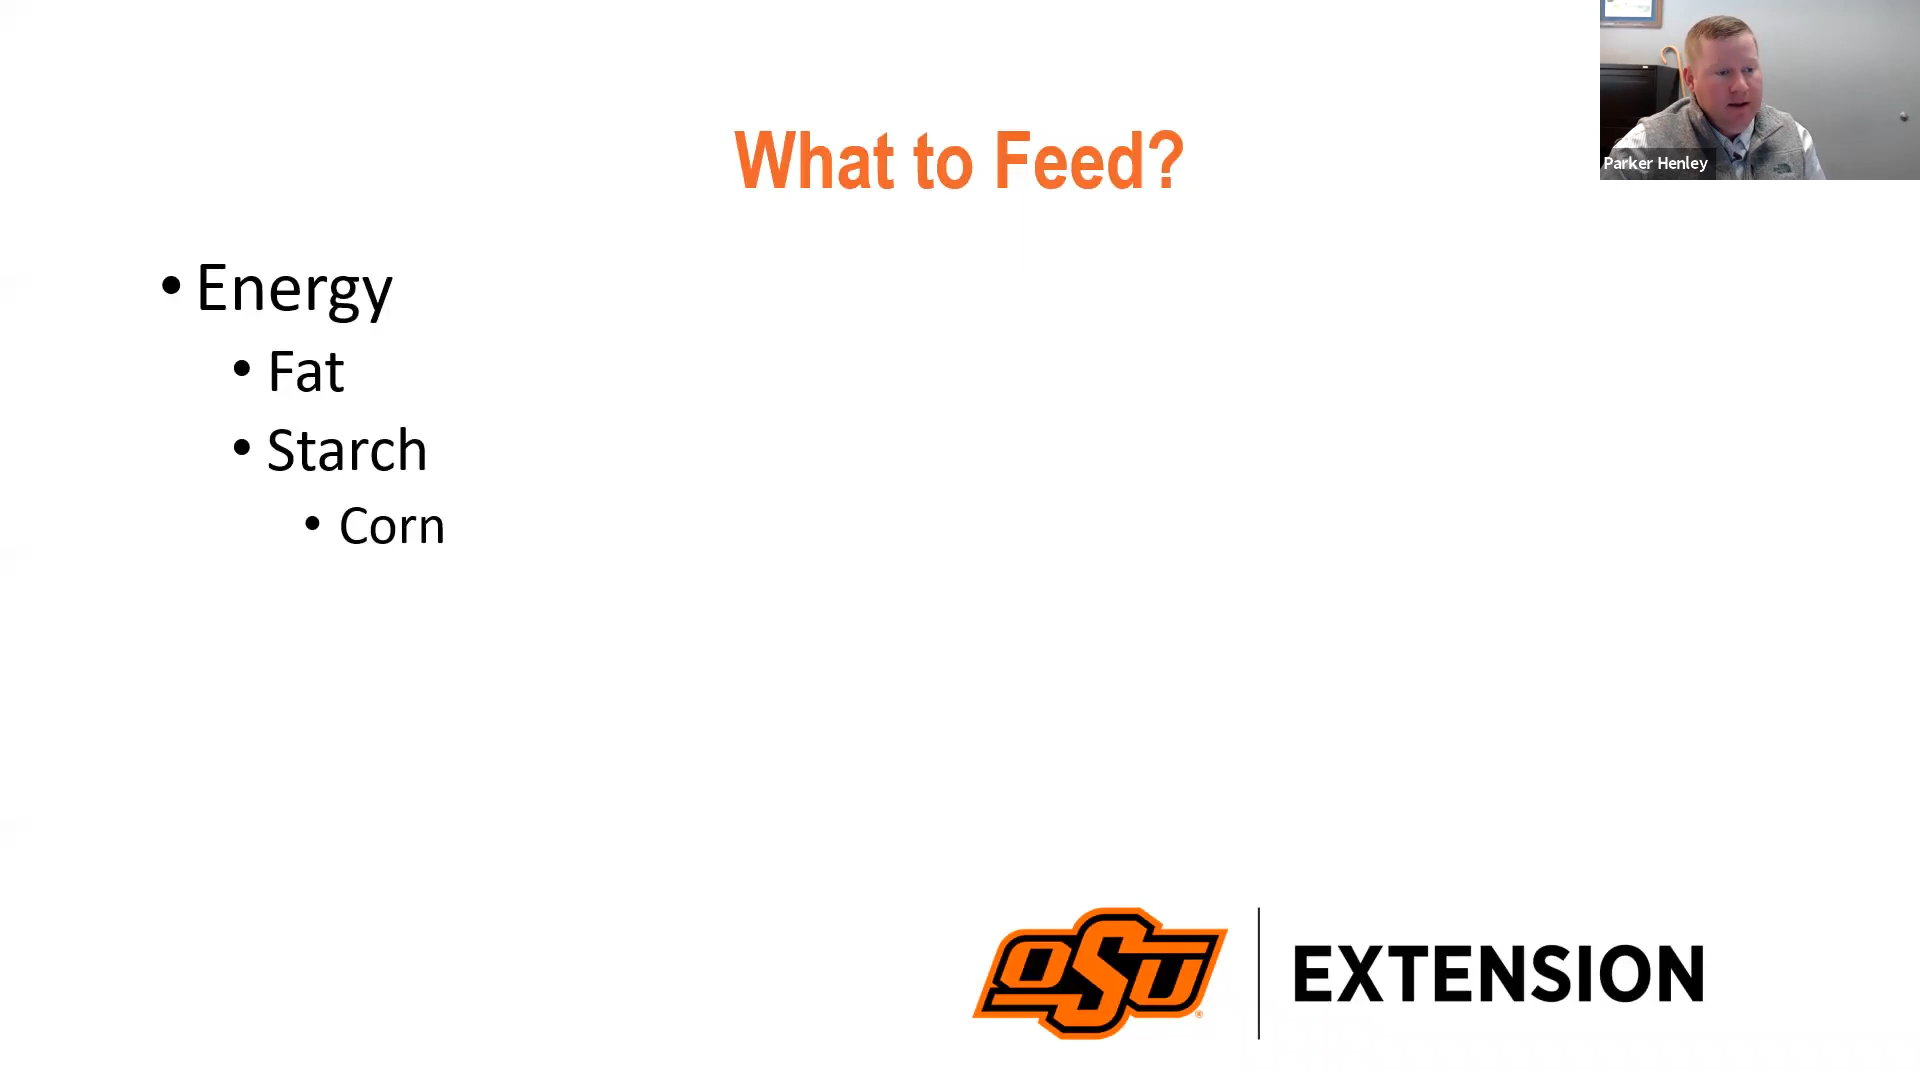 What to Feed?
Parker Henley
• Energy
• Fat
• Starch
• Corn
OSU®
EXTENSION